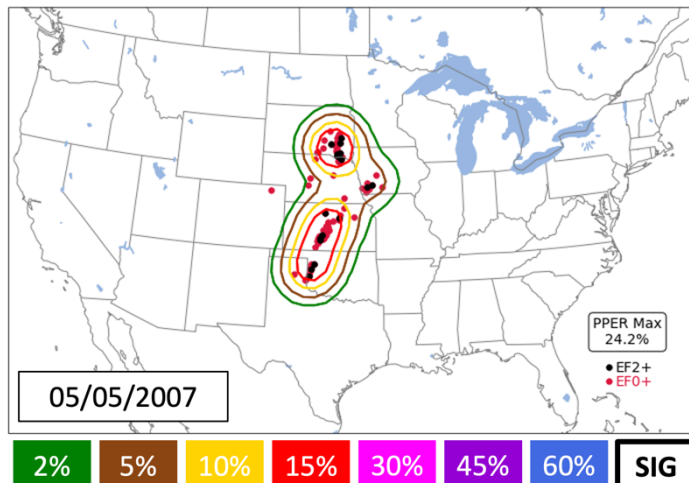 PPER Max
24.2%
EF2+
EF0+
05/05/2007
2% 5% 10% 15% 30% 45% 60% SIG